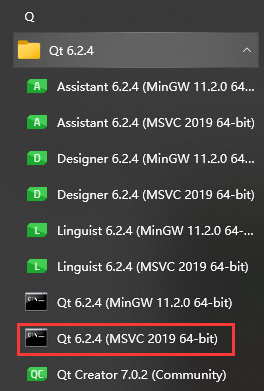 Q
Qt 6.2.4
Assistant 6.2.4 (MinGW 11.2.0 64-...
Assistant 6.2.4 (MSVC 2019 64-bit)
Designer 6.2.4 (MinGW 11.2.0 64-...
Designer 6.2.4 (MSVC 2019 64-bit)
Linguist 6.2.4 (MinGW 11.2.0 64-...
Linguist 6.2.4 (MSVC 2019 64-bit)
Qt 6.2.4 (MinGW 11.2.0 64-bit)
Qt 6.2.4 (MSVC 2019 64-bit)
Qt Creator 7.0.2 (Community)